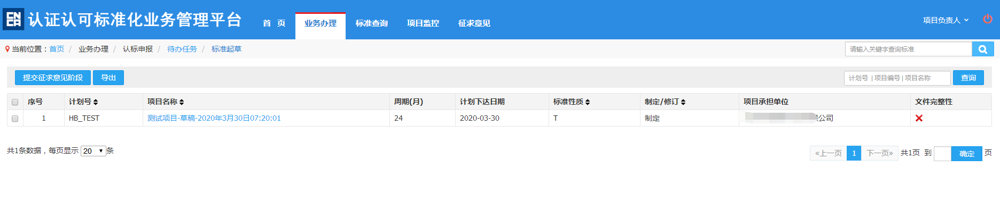 CNCA 认证认可标准化业务管理平台 首 页 业务办理 标准查询 项目监控 征求意见 项目负责人
当前位置：首页 / 业务办理 / 认标申报 / 待办任务 / 标准起草 请输入关键字查询标准
提交征求意见阶段 导出 计划号 | 项目编号 | 项目名称 查询
序号 计划号 项目名称 周期(月) 计划下达日期 标准性质 制定/修订 项目承担单位 文件完整性
1 HB_TEST 测试项目-草稿-2020年3月30日07:20:01 24 2020-03-30 T 制定 公司
共1条数据，每页显示 20 条 «上一页 1 下一页» 共1页 到 确定 页